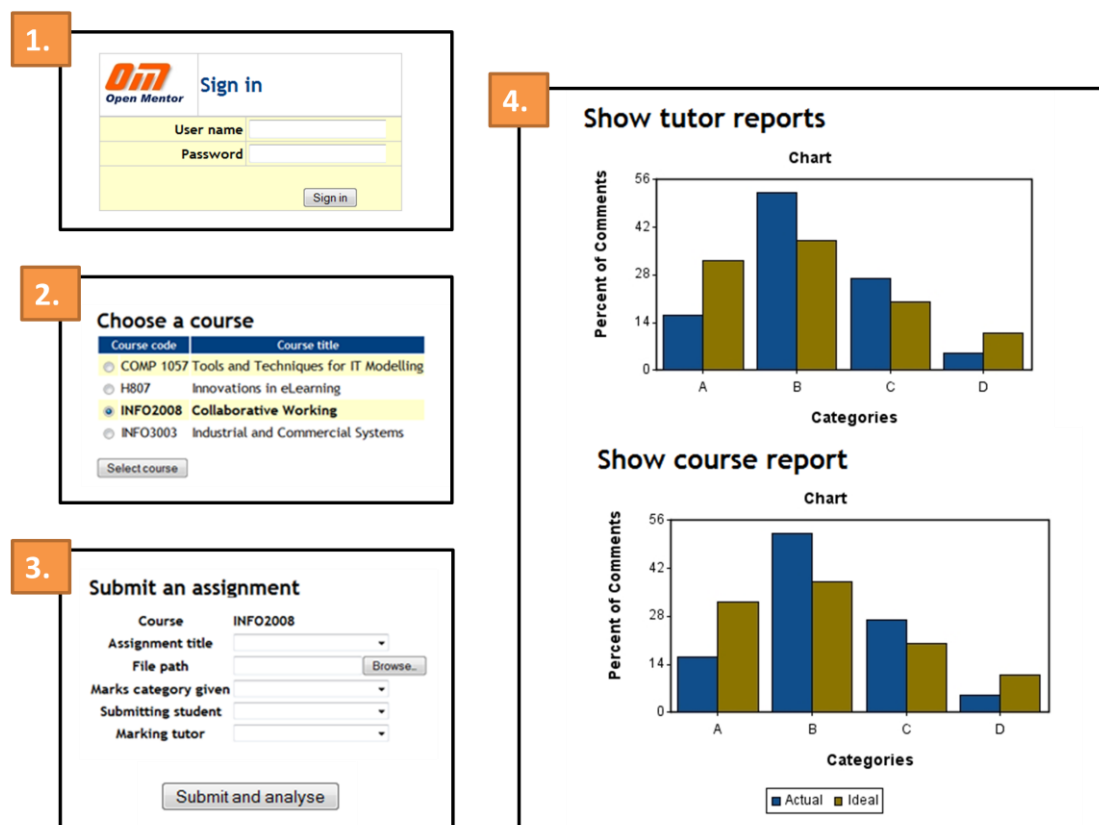 1.
Open Mentor
Sign in
User name
Password
Sign in
2.
Choose a course
Course code Course title
COMP 1057 Tools and Techniques for IT Modelling
H807 Innovations in eLearning
INFO2008 Collaborative Working
INFO3003 Industrial and Commercial Systems
Select course
3.
Submit an assignment
Course INFO2008
Assignment title
File path Browse...
Marks category given
Submitting student
Marking tutor
Submit and analyse
4.
Show tutor reports
Chart
Percent of Comments
56
42
28
14
0
A B C D
Categories
Show course report
Chart
Percent of Comments
56
42
28
14
0
A B C D
Categories
Actual Ideal